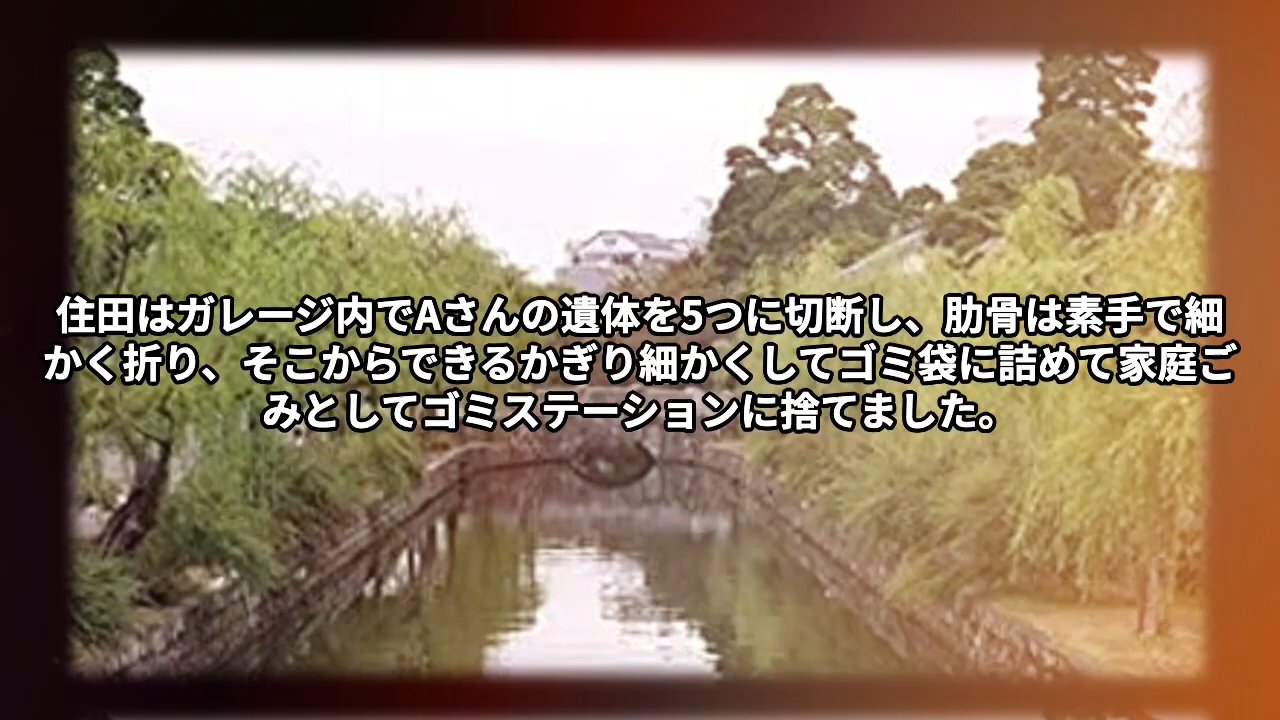 住田はガレージ内でAさんの遺体を5つに切断し、肋骨は素手で細
かく折り、そこからできるかぎり細かくしてゴミ袋に詰めて家庭ご
みとしてゴミステーションに捨てました。